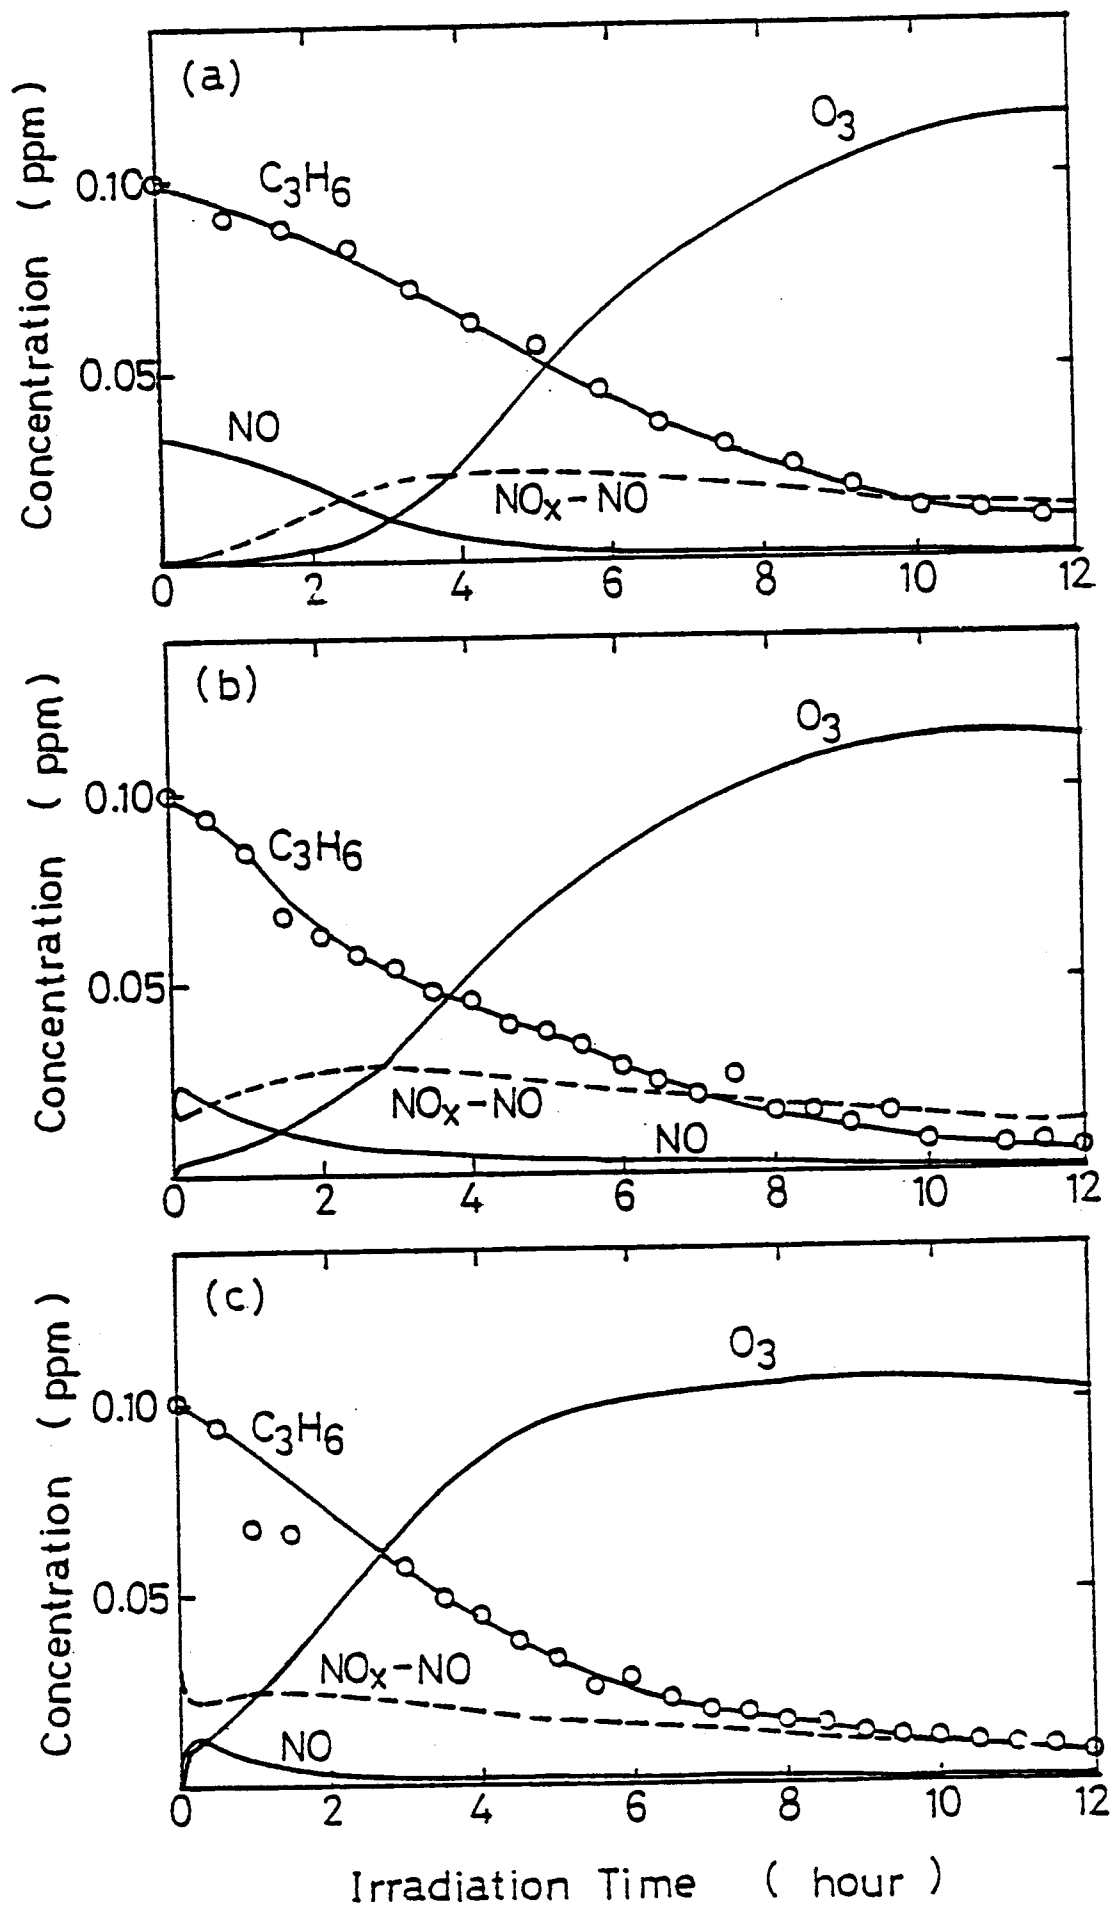 (a)
O3
C3H6
0.10
0.05
NO
NOx-NO
Concentration (ppm)
0 2 4 6 8 10 12
(b)
O3
0.10
C3H6
0.05
NOx-NO
NO
Concentration (ppm)
0 2 4 6 8 10 12
(c)
O3
0.10
C3H6
0.05
NOx-NO
NO
Concentration (ppm)
0 2 4 6 8 10 12
Irradiation Time (hour)